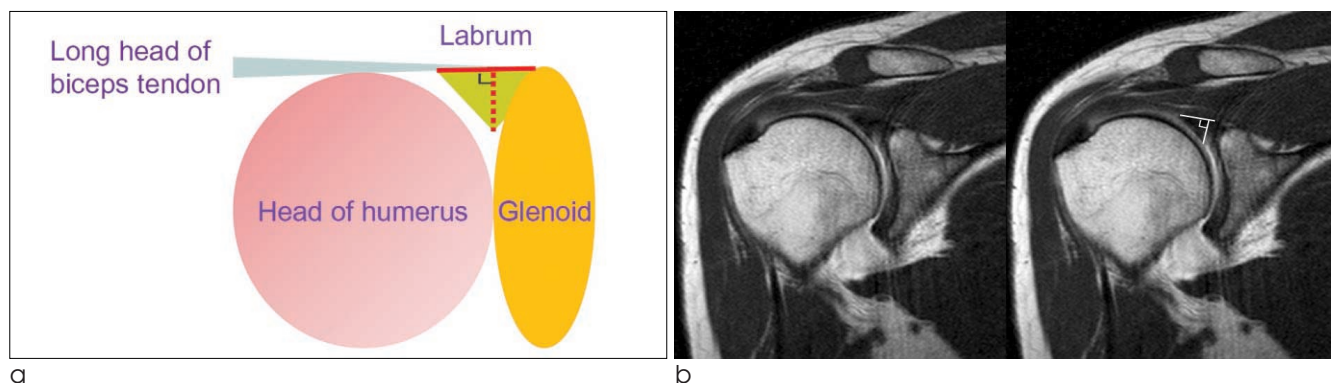 Long head of
biceps tendon
Labrum
Head of humerus
Glenoid
a
b